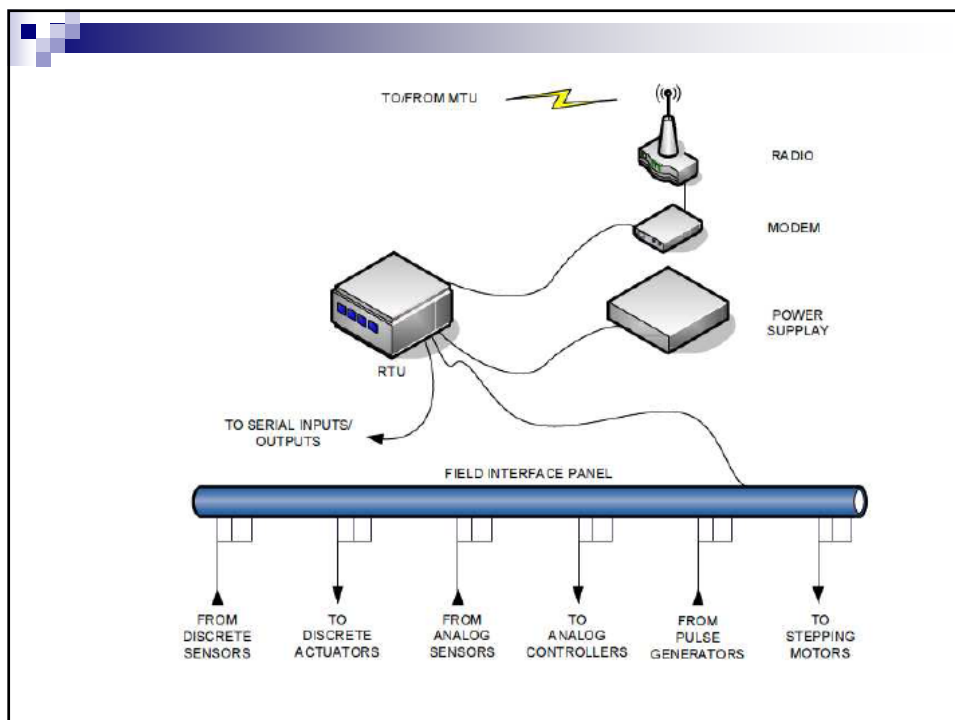 TO/FROM MTU
RADIO
MODEM
POWER
SUPPLAY
RTU
TO SERIAL INPUTS/
OUTPUTS
FIELD INTERFACE PANEL
FROM
DISCRETE
SENSORS
TO
DISCRETE
ACTUATORS
FROM
ANALOG
SENSORS
TO
ANALOG
CONTROLLERS
FROM
PULSE
GENERATORS
TO
STEPPING
MOTORS